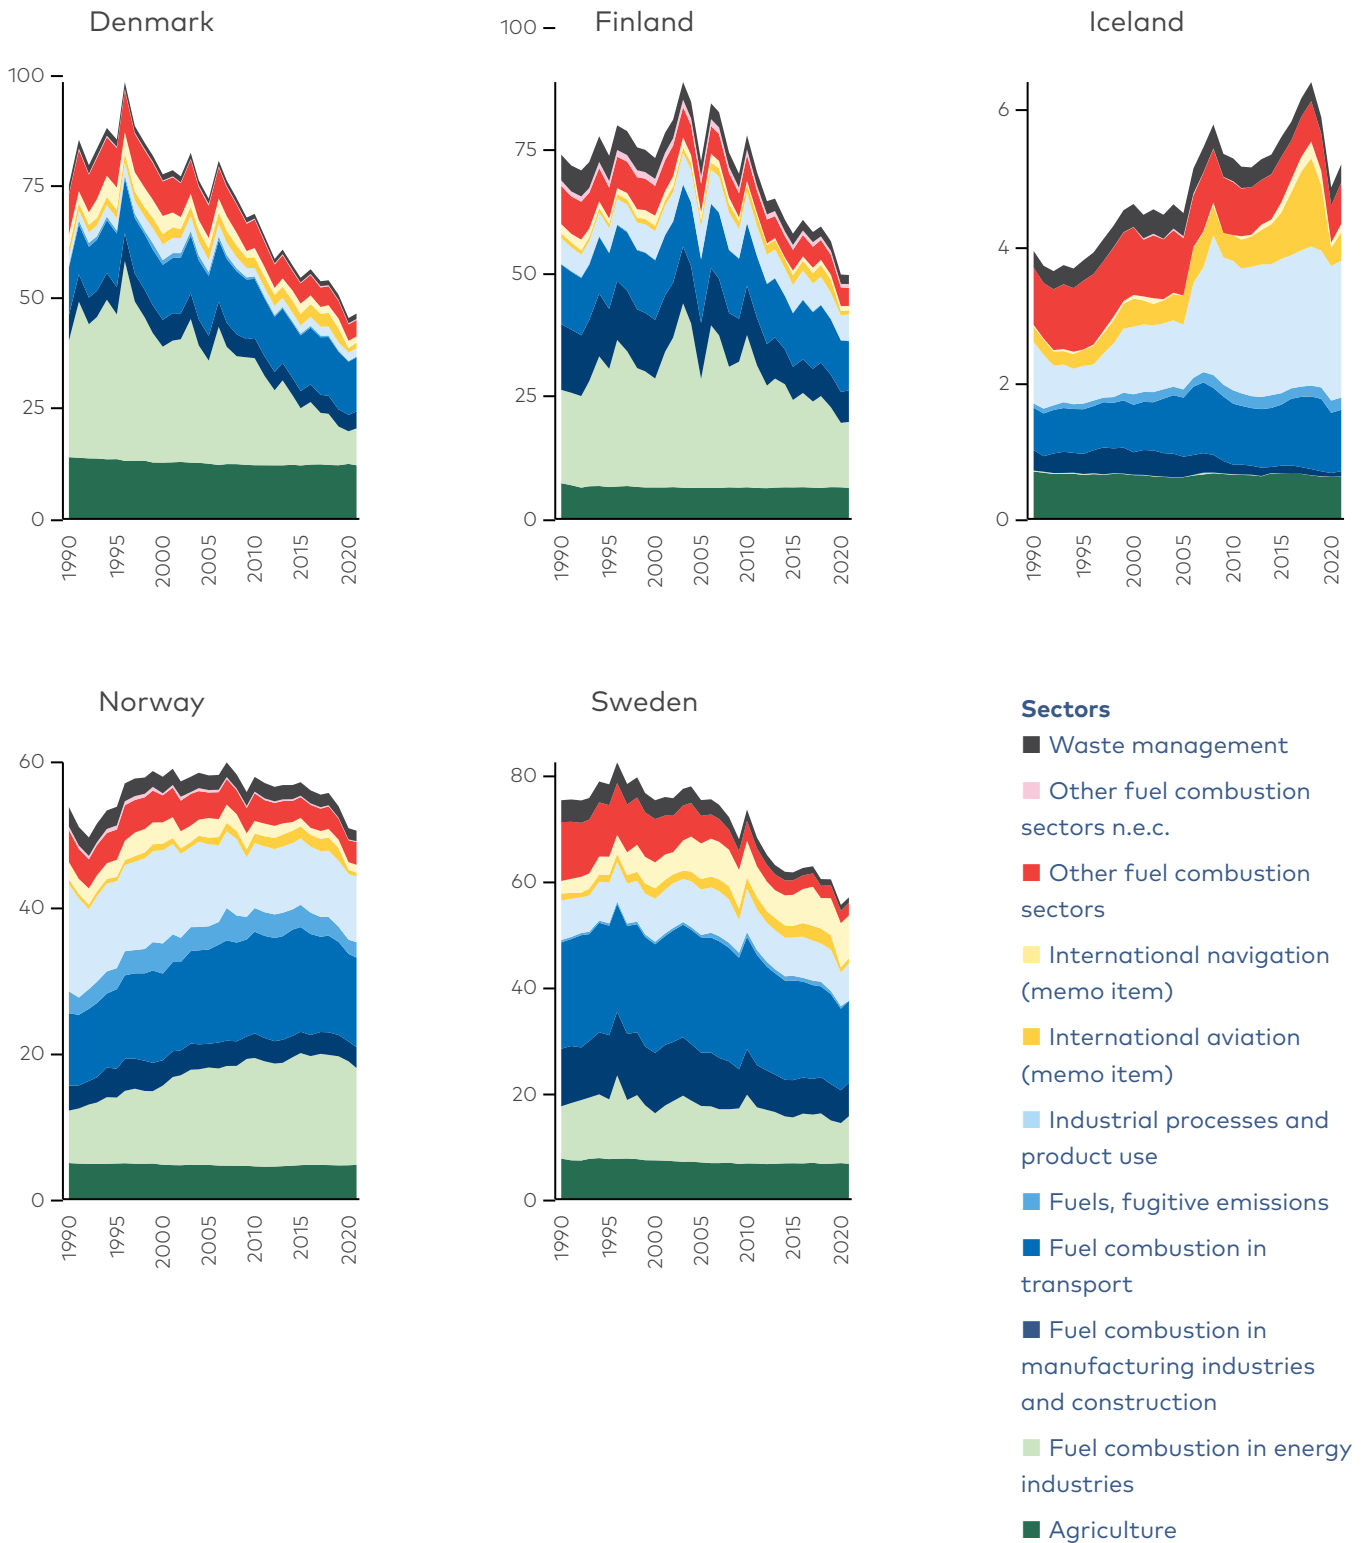 Denmark
100
75
50
25
0
1990
1995
2000
2005
2010
2015
2020
Finland
100
75
50
25
0
1990
1995
2000
2005
2010
2015
2020
Iceland
6
4
2
0
1990
1995
2000
2005
2010
2015
2020
Norway
60
40
20
0
1990
1995
2000
2005
2010
2015
2020
Sweden
80
60
40
20
0
1990
1995
2000
2005
2010
2015
2020
Sectors
Waste management
Other fuel combustion
sectors n.e.c.
Other fuel combustion
sectors
International navigation
(memo item)
International aviation
(memo item)
Industrial processes and
product use
Fuels, fugitive emissions
Fuel combustion in
transport
Fuel combustion in
manufacturing industries
and construction
Fuel combustion in energy
industries
Agriculture